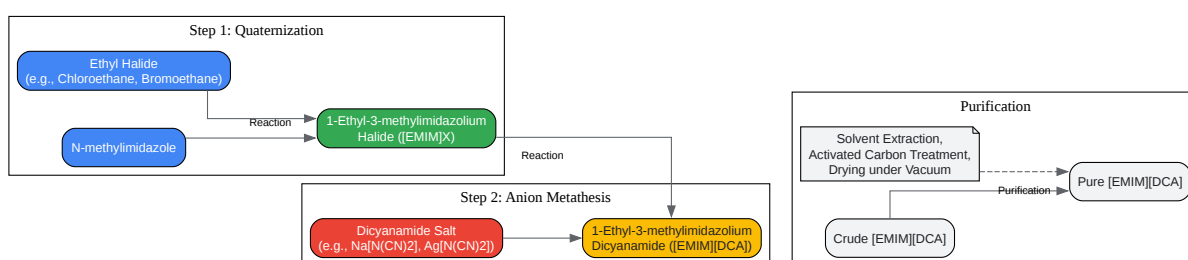 Step 1: Quaternization
Ethyl Halide
(e.g., Chloroethane, Bromoethane)
Reaction
N-methylimidazole
1-Ethyl-3-methylimidazolium
Halide ([EMIM]X)
Reaction
Step 2: Anion Metathesis
Dicyanamide Salt
(e.g., Na[N(CN)2], Ag[N(CN)2])
1-Ethyl-3-methylimidazolium
Dicyanamide ([EMIM][DCA])
Purification
Solvent Extraction,
Activated Carbon Treatment,
Drying under Vacuum
Purification
Pure [EMIM][DCA]
Crude [EMIM][DCA]